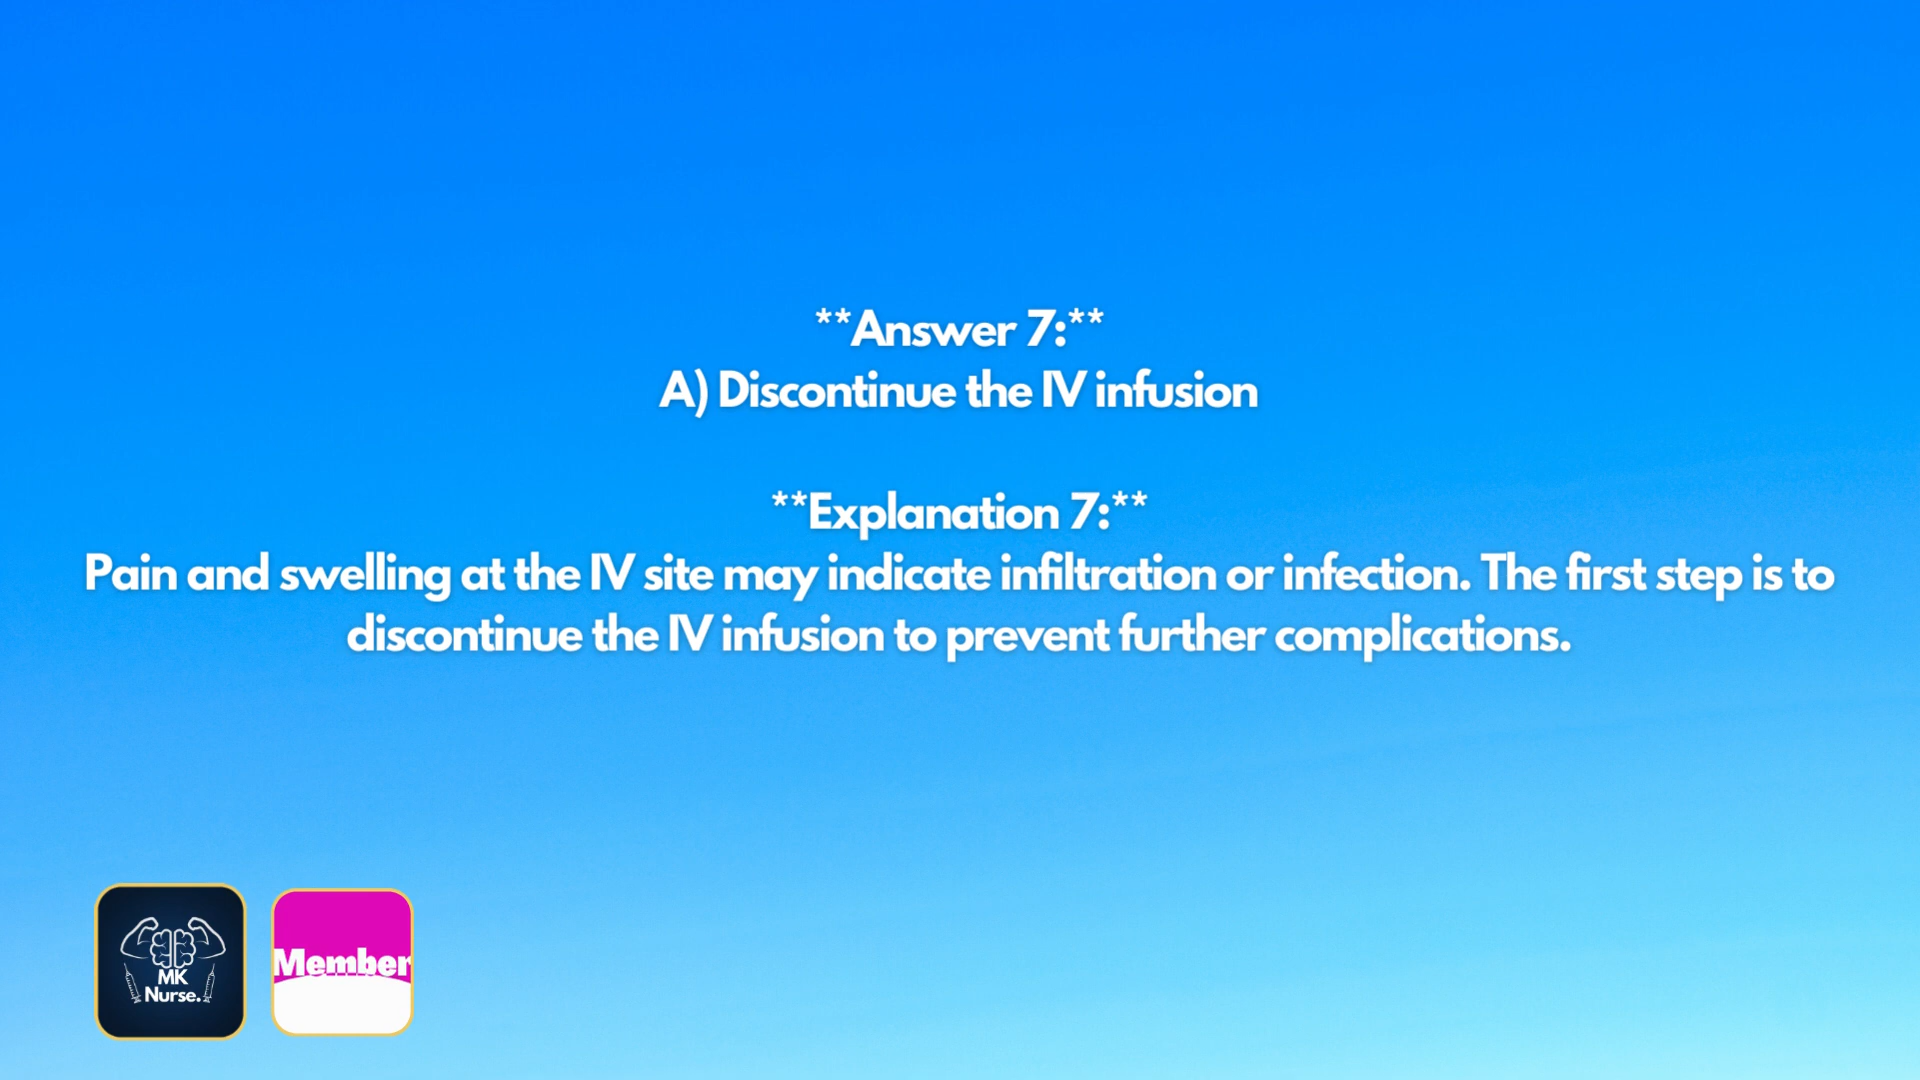 **Answer 7:**
A) Discontinue the IV infusion
**Explanation 7:**
Pain and swelling at the IV site may indicate infiltration or infection. The first step is to
discontinue the IV infusion to prevent further complications.
MK
Nurse.
Member